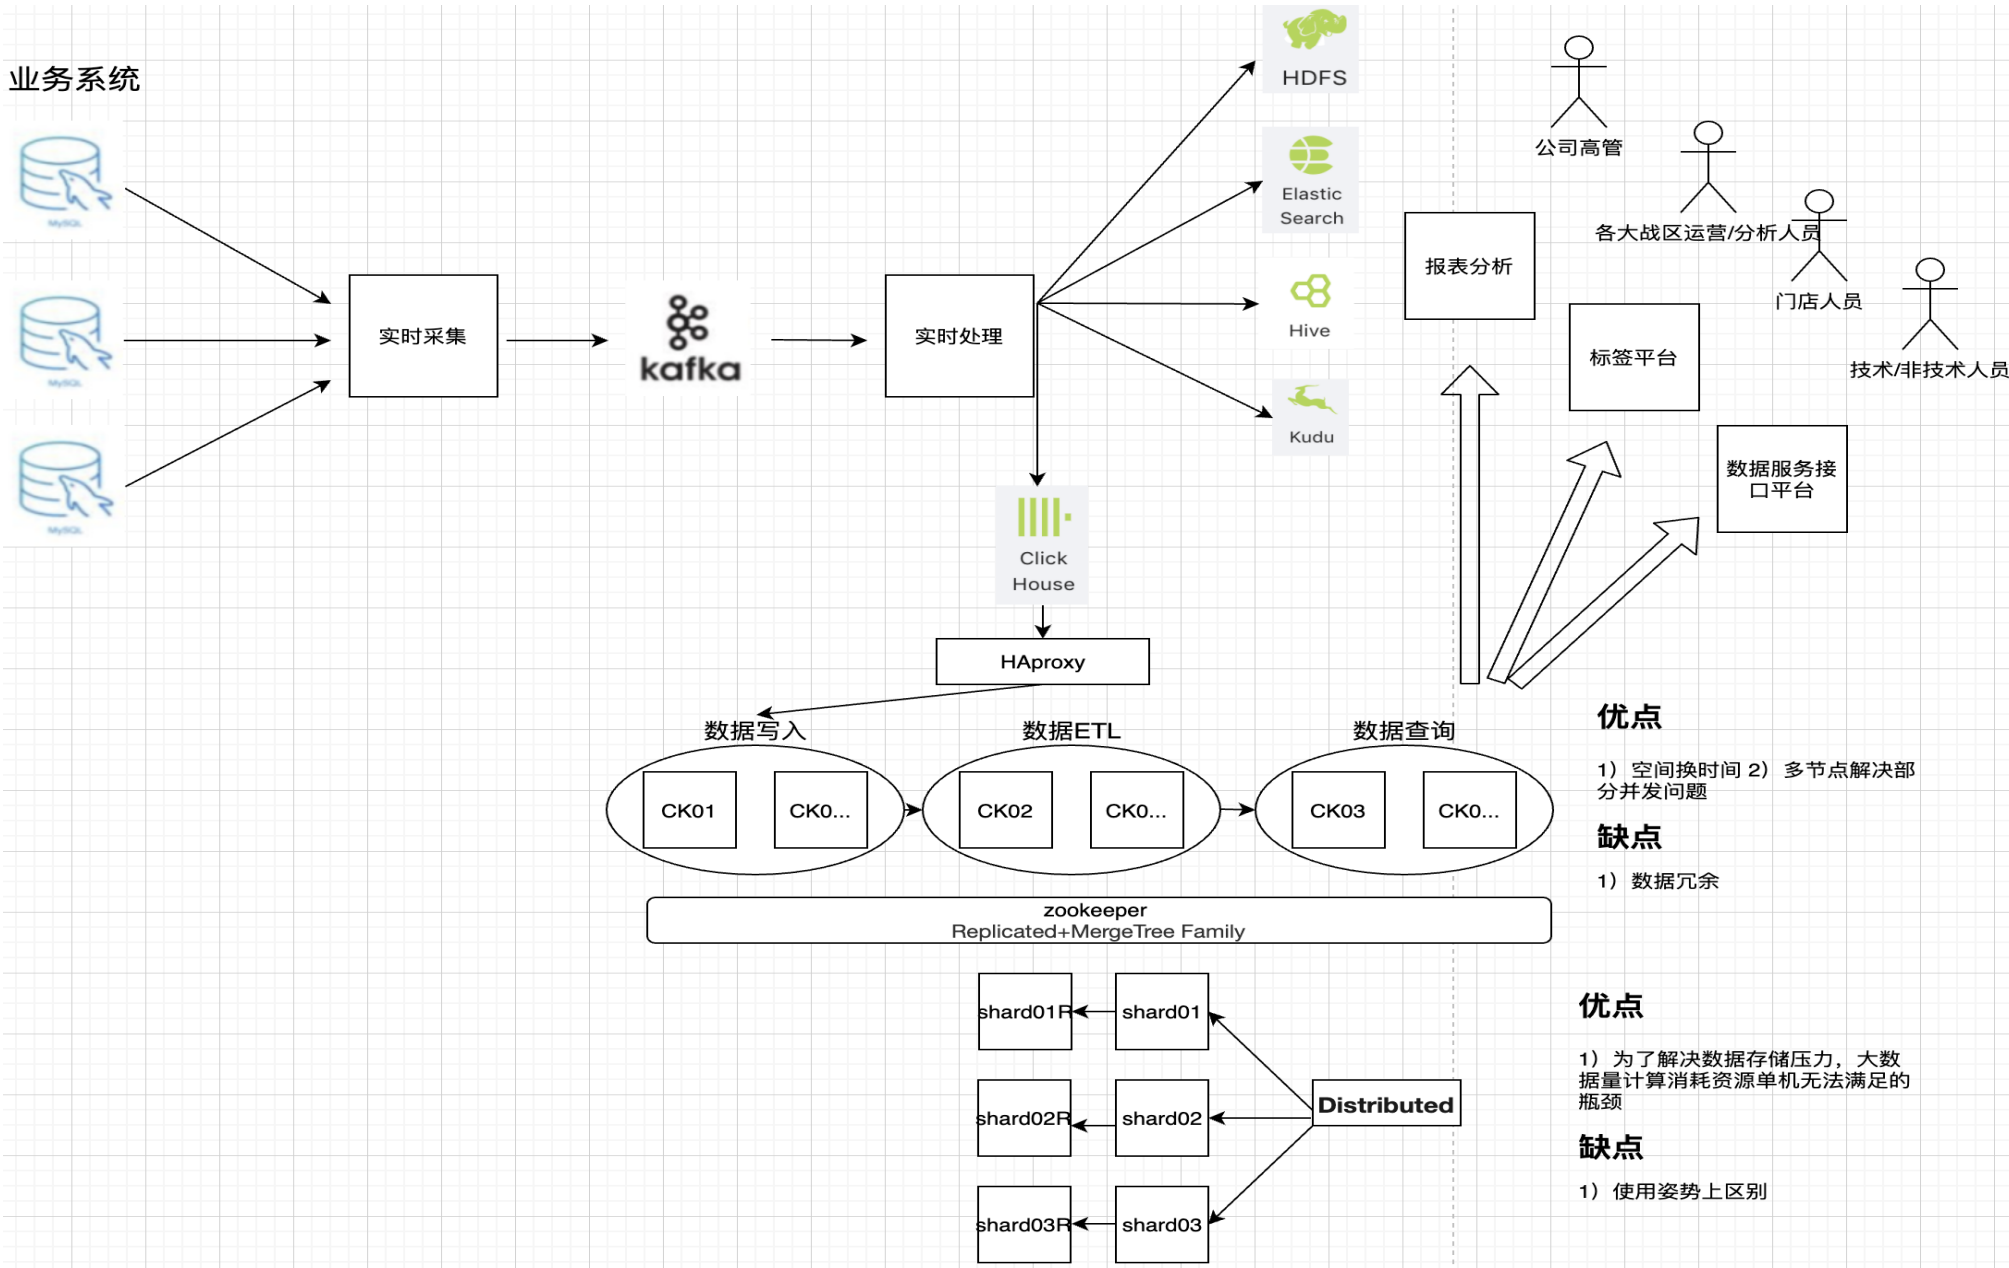 业务系统
MySQL
MySQL
MySQL
实时采集
kafka
实时处理
HDFS
Elastic
Search
Hive
Kudu
Click
House
HAproxy
公司高管
各大战区运营/分析人员
门店人员
技术/非技术人员
报表分析
标签平台
数据服务接
口平台
数据写入
数据ETL
数据查询
CK01
CK0...
CK02
CK0...
CK03
CK0...
zookeeper
Replicated+MergeTree Family
优点
1）空间换时间 2）多节点解决部
分并发问题
缺点
1）数据冗余
shard01R
shard01
shard02R
shard02
shard03R
shard03
Distributed
优点
1）为了解决数据存储压力，大数
据量计算消耗资源单机无法满足的
瓶颈
缺点
1）使用姿势上区别